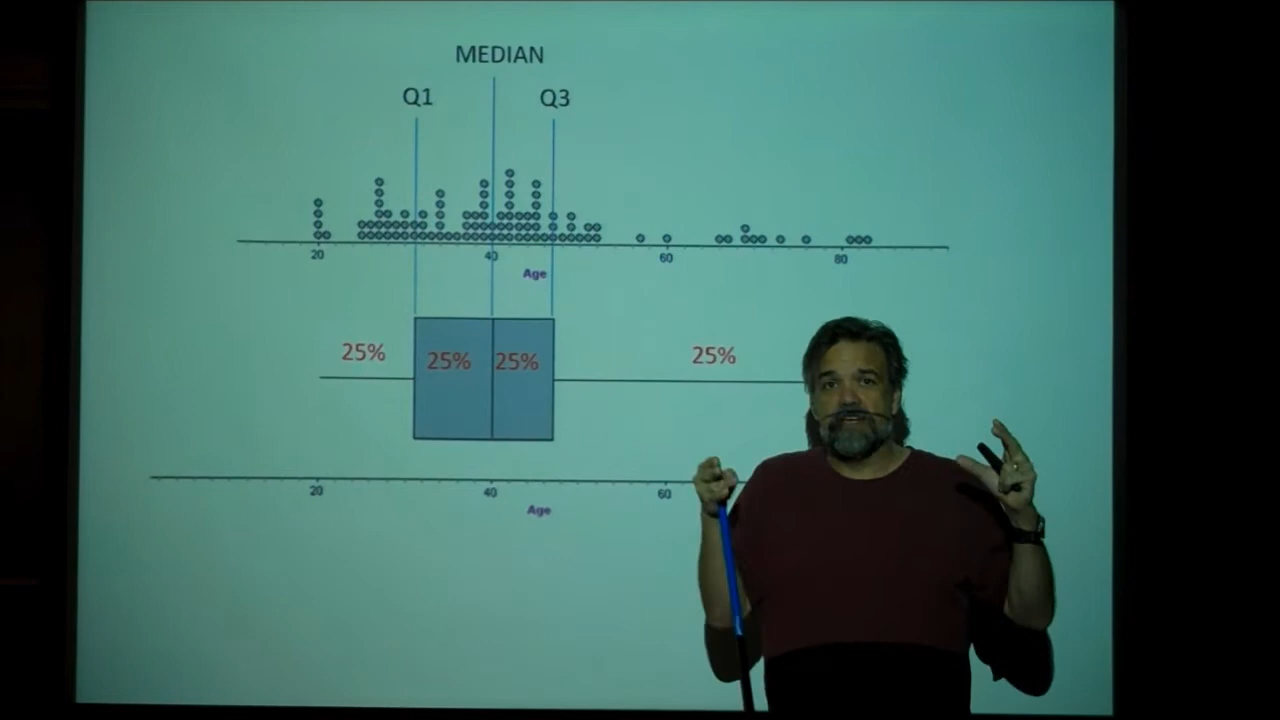 MEDIAN
Q1 Q3
20 40 60 80
Age
25% 25% 25% 25%
20 40 60
Age